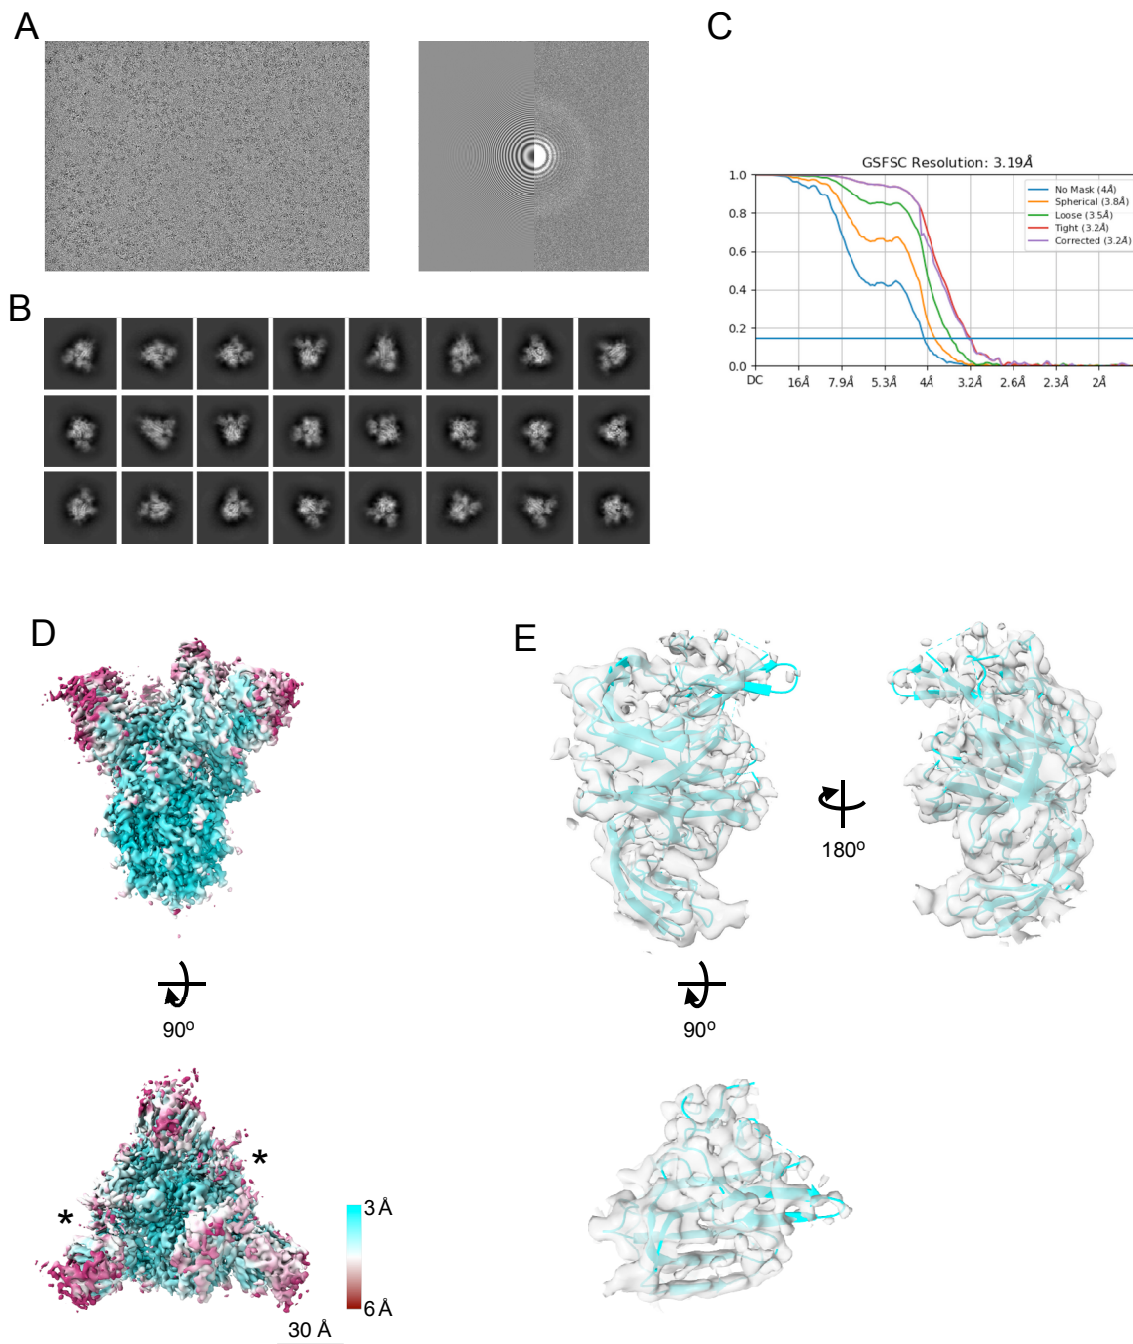 A
C
GSFSC Resolution: 3.19Å
1.0
0.8
0.6
0.4
0.2
0.0
No Mask (4Å)
Spherical (3.8Å)
Loose (3.5Å)
Tight (3.2Å)
Corrected (3.2Å)
DC
16Å
7.9Å
5.3Å
4Å
3.2Å
2.6Å
2.3Å
2Å
B
D
E
180º
90º
90º
*
*
3 Å
6 Å
30 Å